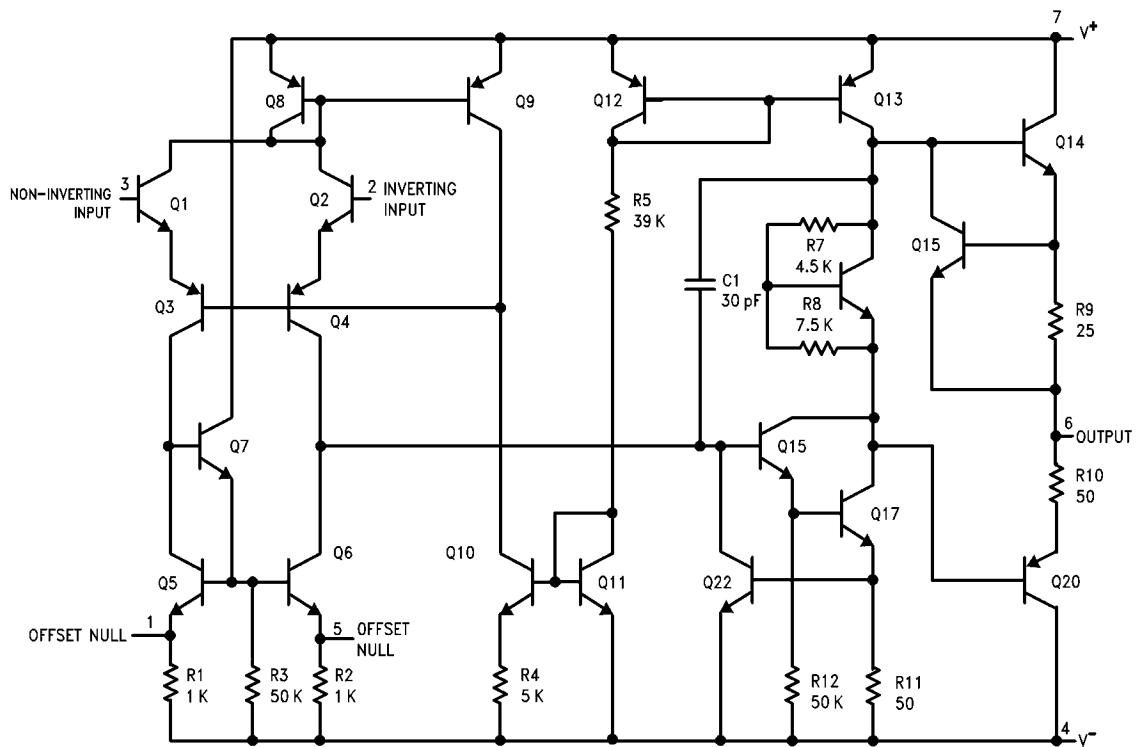 7
V+
Q8
Q9
Q12
Q13
Q14
NON-INVERTING
INPUT
3
Q1
Q2
2
INVERTING
INPUT
R5
39 K
Q15
R7
4.5 K
Q3
Q4
C1
30 pF
R8
7.5 K
R9
25
Q7
Q15
6
OUTPUT
R10
50
Q5
Q6
Q10
Q11
Q22
Q17
Q20
OFFSET NULL
1
5
OFFSET
NULL
R1
1 K
R3
50 K
R2
1 K
R4
5 K
R12
50 K
R11
50
4
V-